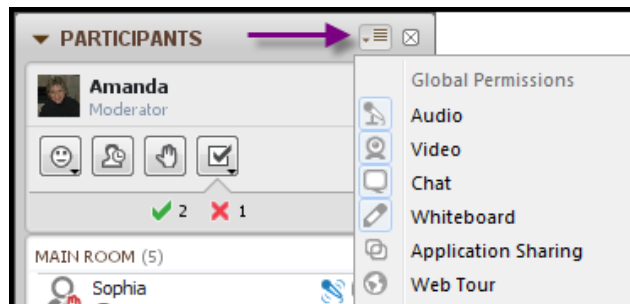 PARTICIPANTS
Amanda
Moderator
2 1
MAIN ROOM (5)
Sophia
Global Permissions
Audio
Video
Chat
Whiteboard
Application Sharing
Web Tour